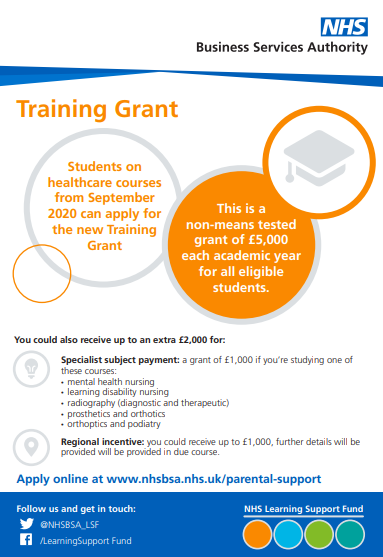 NHS
Business Services Authority
Training Grant
Students on
healthcare courses
from September
2020 can apply for
the new Training
Grant
This is a
non-means tested
grant of £5,000
each academic year
for all eligible
students.
You could also receive up to an extra £2,000 for:
Specialist subject payment: a grant of £1,000 if you're studying one of
these courses:
• mental health nursing
• learning disability nursing
• radiography (diagnostic and therapeutic)
• prosthetics and orthotics
• orthoptics and podiatry
Regional incentive: you could receive up to £1,000, further details will be
provided will be provided in due course.
Apply online at www.nhsbsa.nhs.uk/parental-support
Follow us and get in touch:
@NHSBSA_LSF
/LearningSupport Fund
NHS Learning Support Fund